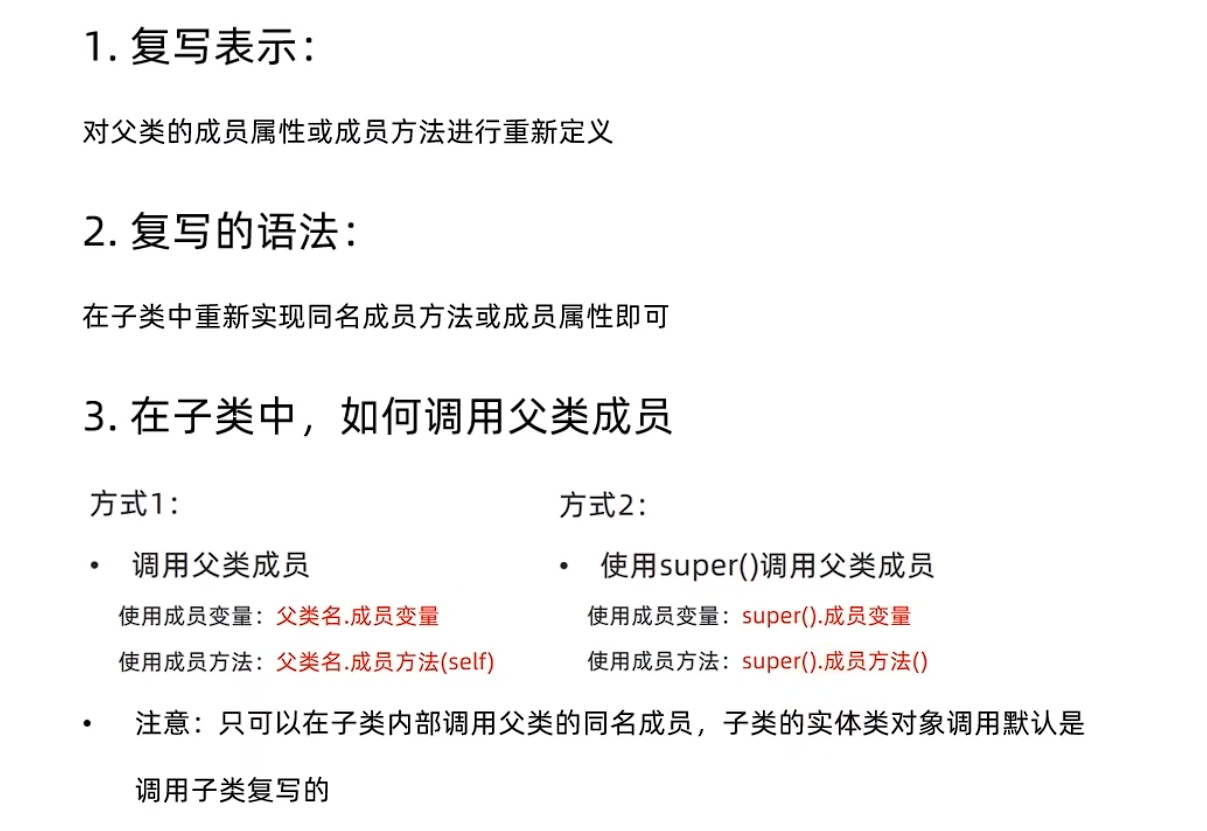 1. 复写表示：
对父类的成员属性或成员方法进行重新定义
2. 复写的语法：
在子类中重新实现同名成员方法或成员属性即可
3. 在子类中，如何调用父类成员
方式1：
• 调用父类成员
使用成员变量：父类名.成员变量
使用成员方法：父类名.成员方法(self)
方式2：
• 使用super()调用父类成员
使用成员变量：super().成员变量
使用成员方法：super().成员方法()
• 注意：只可以在子类内部调用父类的同名成员，子类的实体类对象调用默认是
调用子类复写的